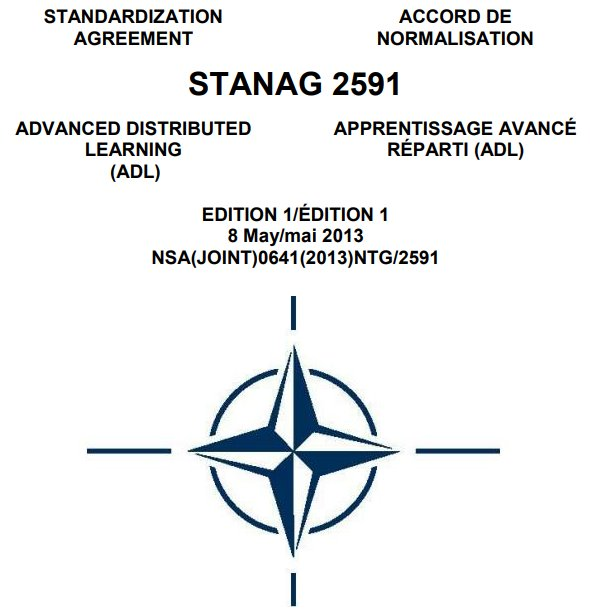 STANDARDIZATION
AGREEMENT
ACCORD DE
NORMALISATION
STANAG 2591
ADVANCED DISTRIBUTED
LEARNING
(ADL)
APPRENTISSAGE AVANCÉ
RÉPARTI (ADL)
EDITION 1/ÉDITION 1
8 May/mai 2013
NSA(JOINT)0641(2013)NTG/2591